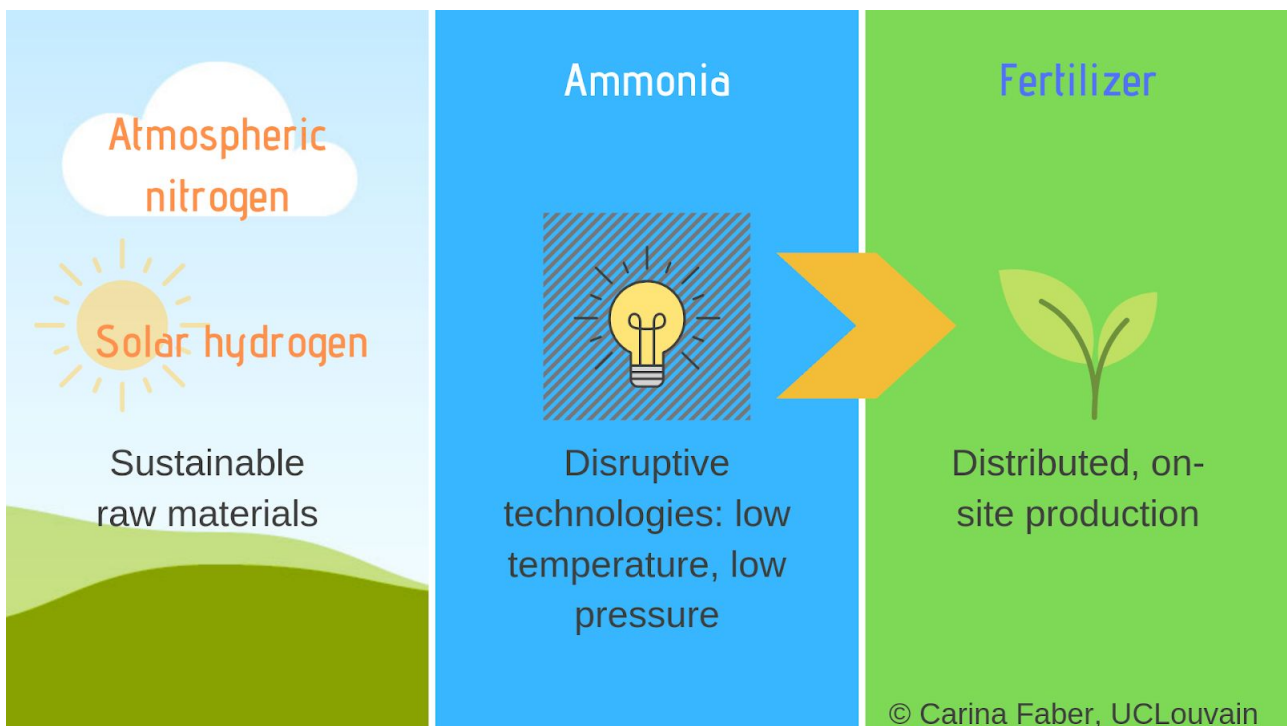 Atmospheric
nitrogen
Solar hydrogen
Sustainable
raw materials
Ammonia
Disruptive
technologies: low
temperature, low
pressure
Fertilizer
Distributed, on-
site production
© Carina Faber, UCLouvain